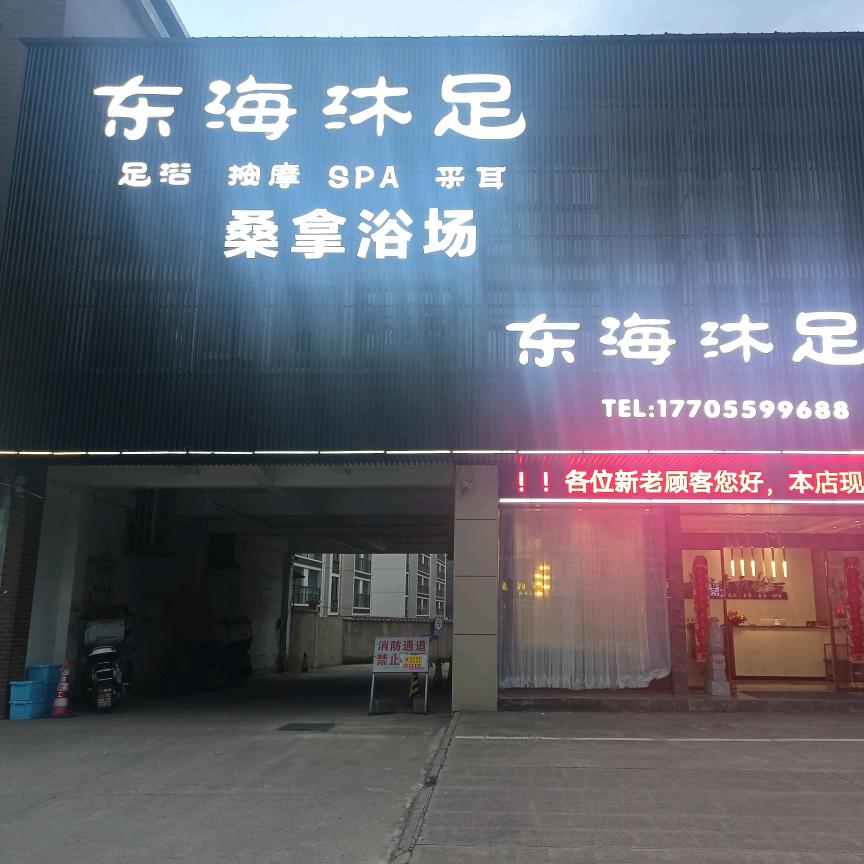 东海沐足
足浴 按摩 SPA 采耳
桑拿浴场
东海沐足
TEL:17705599688
！！各位新老顾客您好，本店现
消防通道
禁止